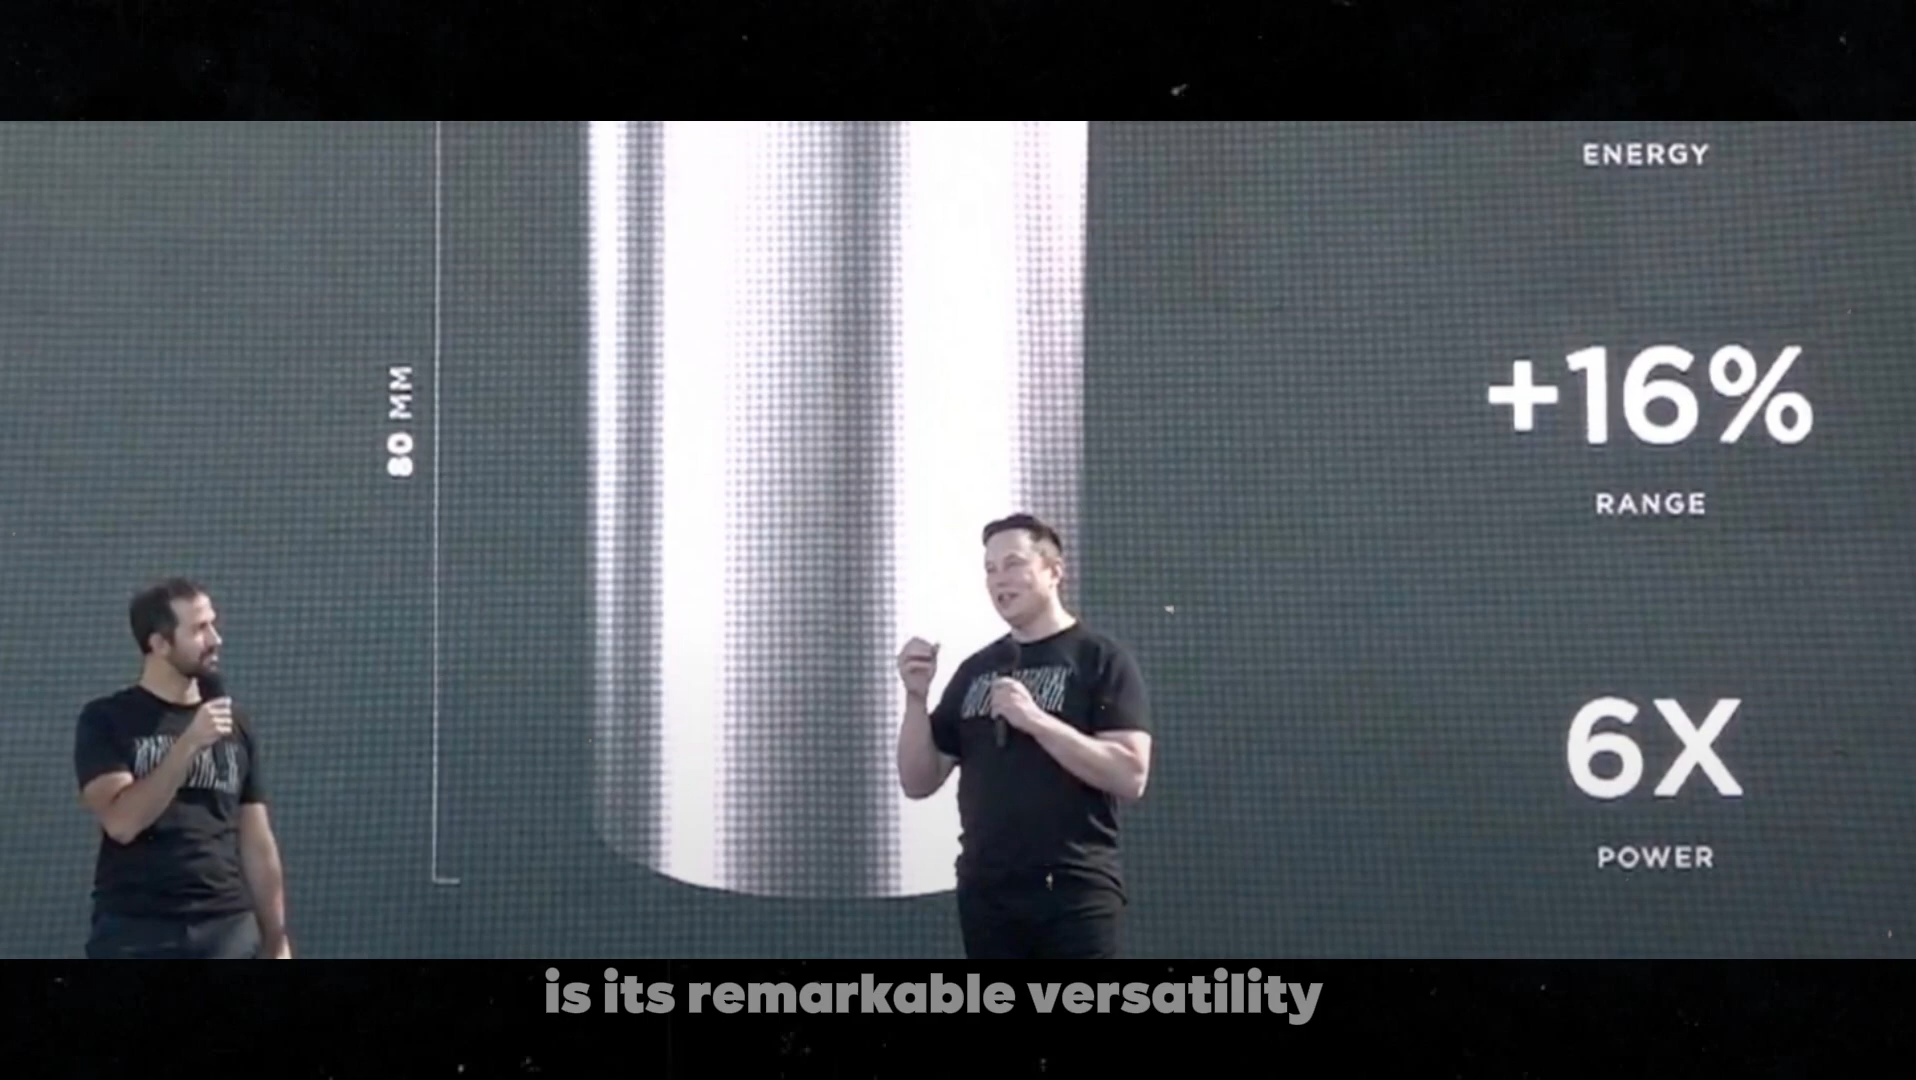 ENERGY
80 MM
+16%
RANGE
6X
POWER
is its remarkable versatility